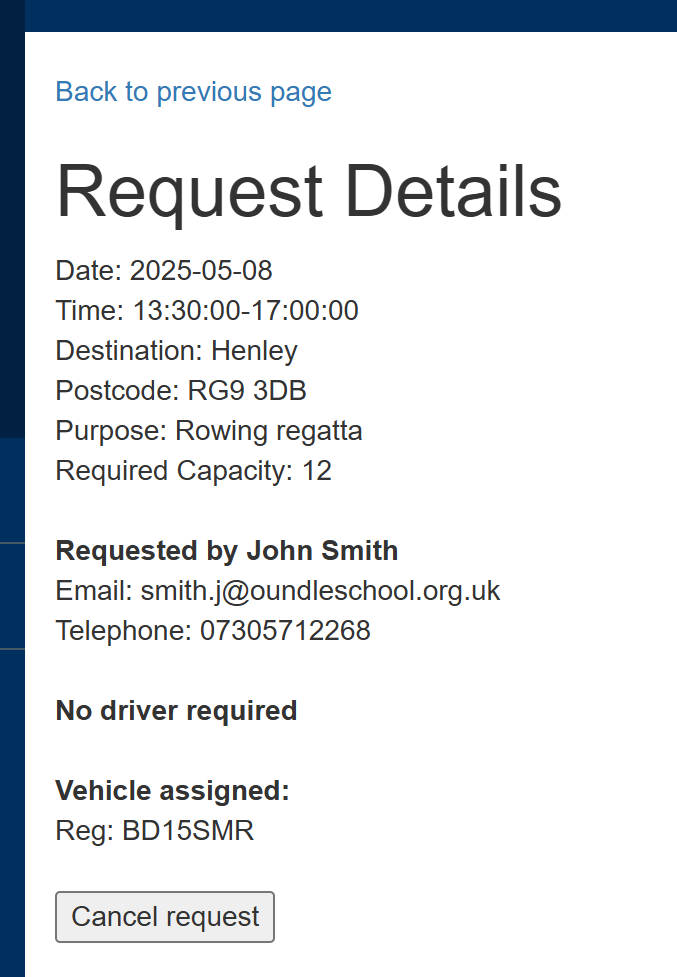 Back to previous page
Request Details
Date: 2025-05-08
Time: 13:30:00-17:00:00
Destination: Henley
Postcode: RG9 3DB
Purpose: Rowing regatta
Required Capacity: 12
Requested by John Smith
Email: smith.j@oundleschool.org.uk
Telephone: 07305712268
No driver required
Vehicle assigned:
Reg: BD15SMR
Cancel request